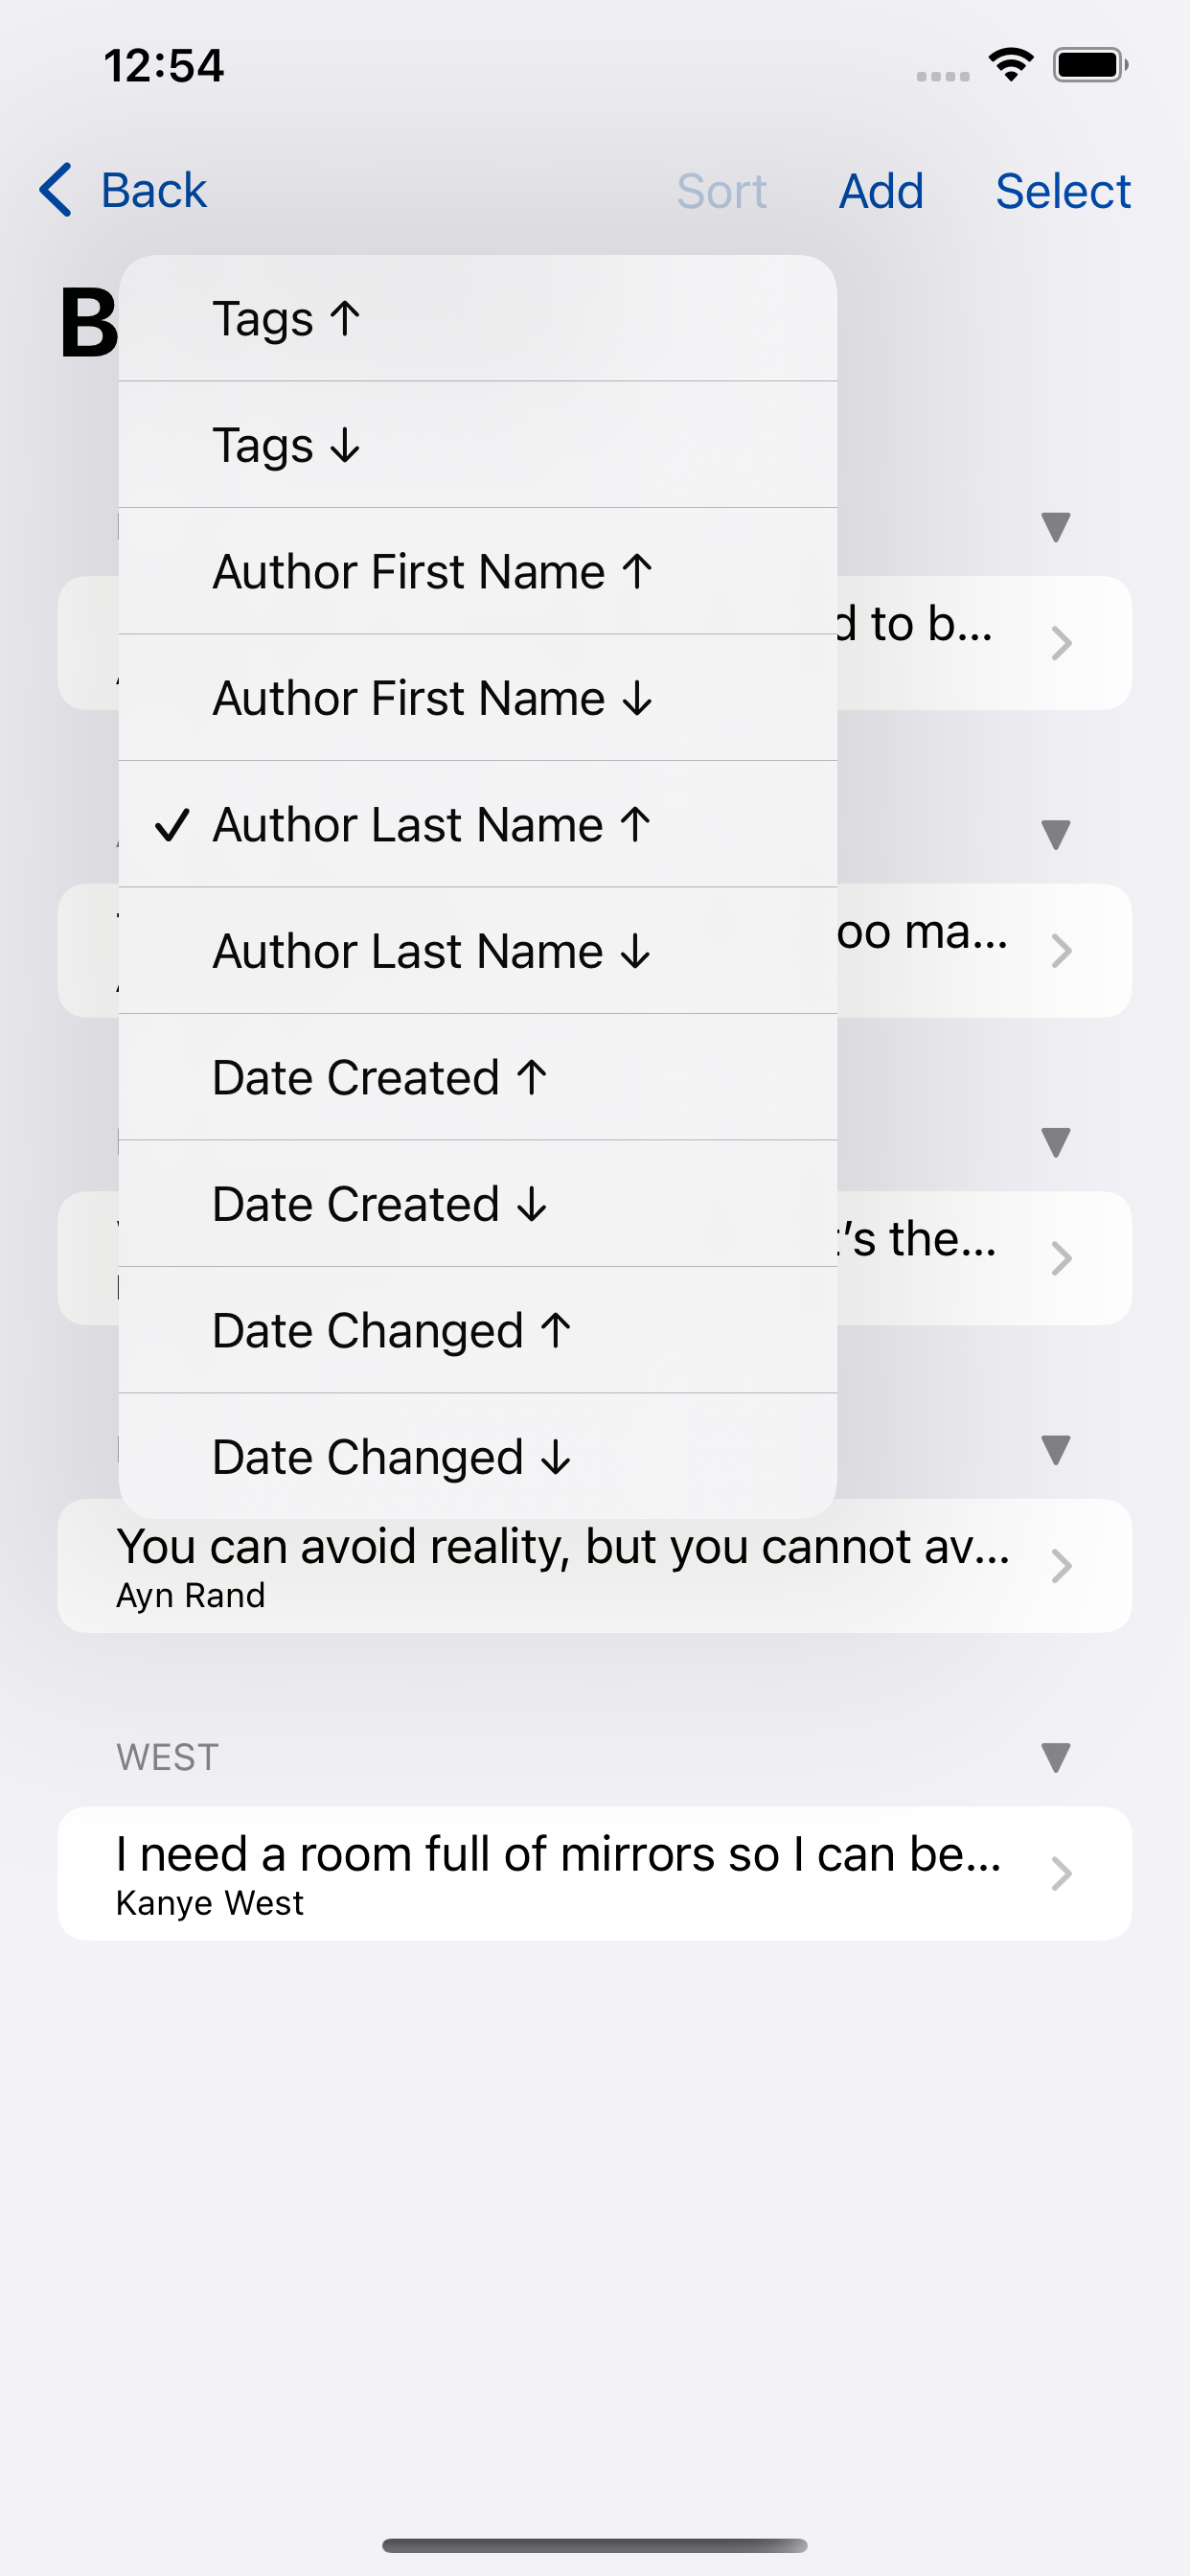 12:54
Back
Sort
Add
Select
B
Tags ↑
Tags ↓
Author First Name ↑
Author First Name ↓
d to b...
✓ Author Last Name ↑
Author Last Name ↓
oo ma...
Date Created ↑
Date Created ↓
’s the...
Date Changed ↑
Date Changed ↓
You can avoid reality, but you cannot av...
Ayn Rand
WEST
I need a room full of mirrors so I can be...
Kanye West